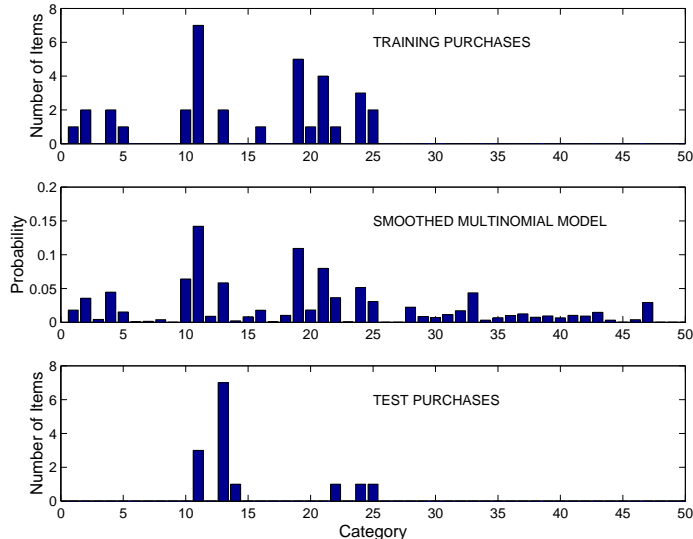 8
6
4
2
0
Number of Items
TRAINING PURCHASES
0 5 10 15 20 25 30 35 40 45 50
0.2
0.15
0.1
0.05
0
Probability
SMOOTHED MULTINOMIAL MODEL
0 5 10 15 20 25 30 35 40 45 50
8
6
4
2
0
Number of Items
TEST PURCHASES
0 5 10 15 20 25 30 35 40 45 50
Category